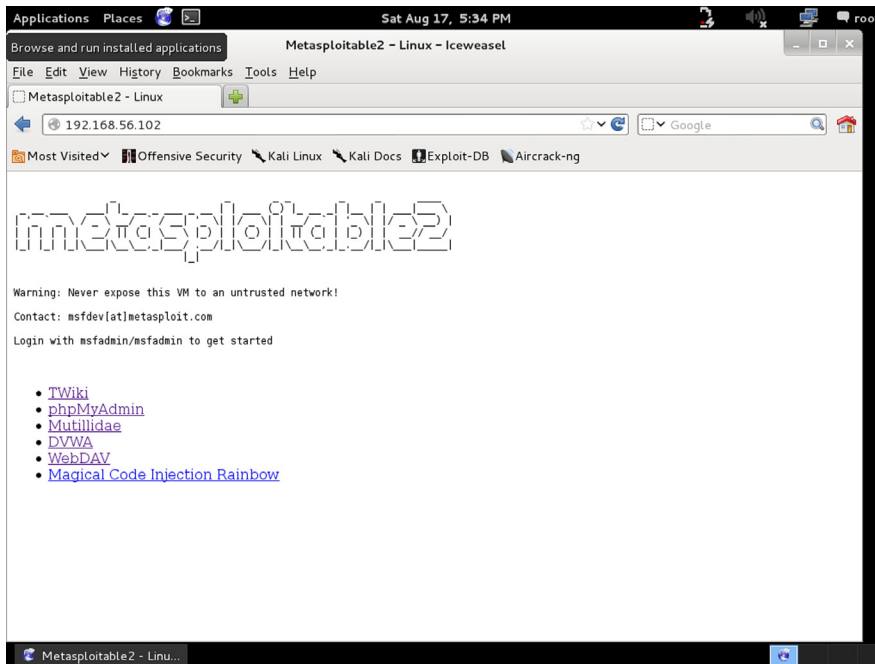 Applications Places Sat Aug 17, 5:34 PM roo
Browse and run installed applications
Metasploitable2 - Linux - Iceweasel
File Edit View History Bookmarks Tools Help
Metasploitable2 - Linux
192.168.56.102 Google
Most Visited Offensive Security Kali Linux Kali Docs Exploit-DB Aircrack-ng
metasploitable2
Warning: Never expose this VM to an untrusted network!
Contact: msfdev[at]metasploit.com
Login with msfadmin/msfadmin to get started
• TWiki
• phpMyAdmin
• Mutillidae
• DVWA
• WebDAV
• Magical Code Injection Rainbow
Metasploitable2 - Linu...